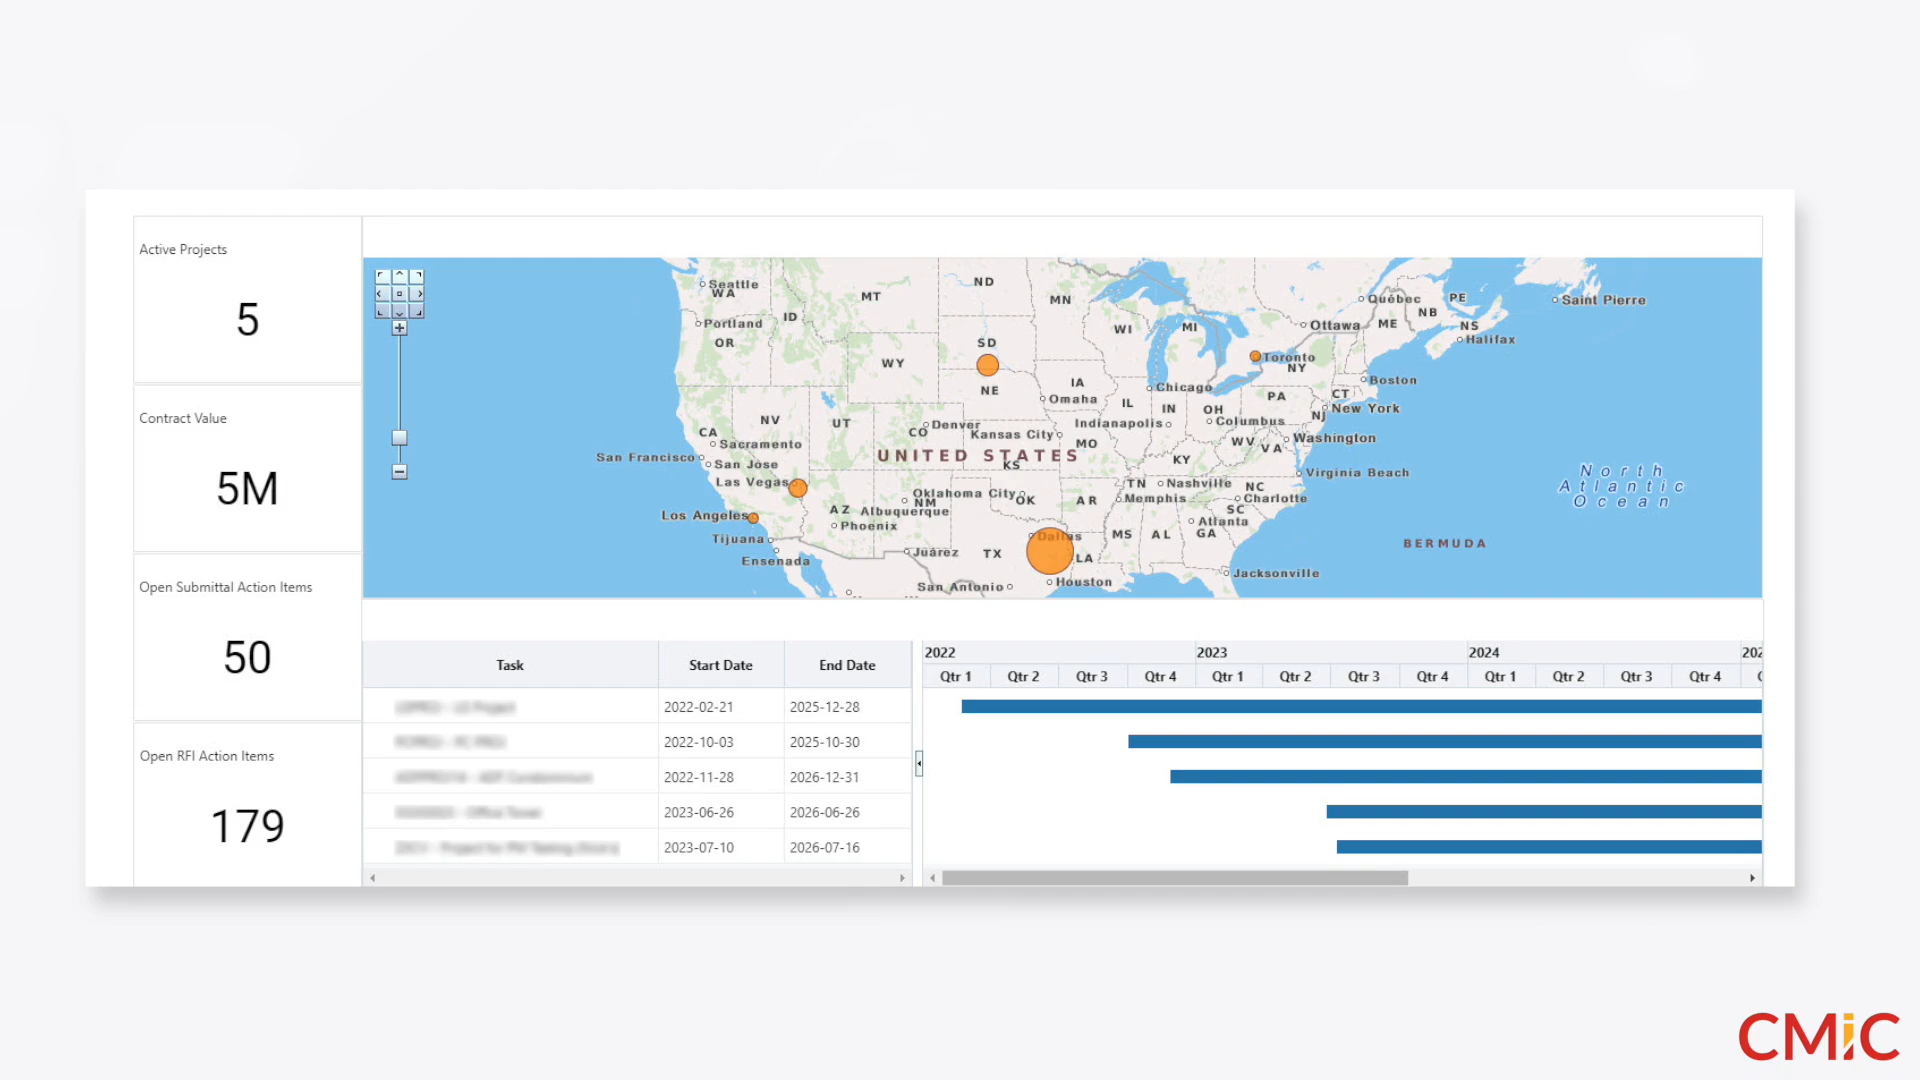 Active Projects
5
Contract Value
5M
Open Submittal Action Items
50
Open RFI Action Items
179
Seattle
WA
MT
ND
MN
Portland
ID
OR
SD
WI
MI
Ottawa
Québec
PE
NB
ME
NS
Halifax
Saint Pierre
WY
NE
IA
Toronto
NY
Boston
Chicago
Omaha
IL
IN
OH
PA
CT
NJ
New York
NV
UT
CO
Denver
Kansas City
Indianapolis
Columbus
CA
Sacramento
MO
WV
VA
Washington
San Francisco
San Jose
UNITED STATES
KS
KY
Virginia Beach
Las Vegas
Oklahoma City
OK
NM
TN
Nashville
NC
Memphis
Charlotte
AR
Los Angeles
AZ
Albuquerque
Phoenix
SC
Atlanta
MS
AL
GA
Tijuana
Ensenada
Juárez
TX
Dallas
LA
San Antonio
Houston
Jacksonville
BERMUDA
North
Atlantic
Ocean
Task Start Date End Date
2022-02-21 2025-12-28
2022-10-03 2025-10-30
2022-11-28 2026-12-31
2023-06-26 2026-06-26
2023-07-10 2026-07-16
2022 2023 2024
Qtr 1 Qtr 2 Qtr 3 Qtr 4 Qtr 1 Qtr 2 Qtr 3 Qtr 4 Qtr 1 Qtr 2 Qtr 3 Qtr 4
CMiC